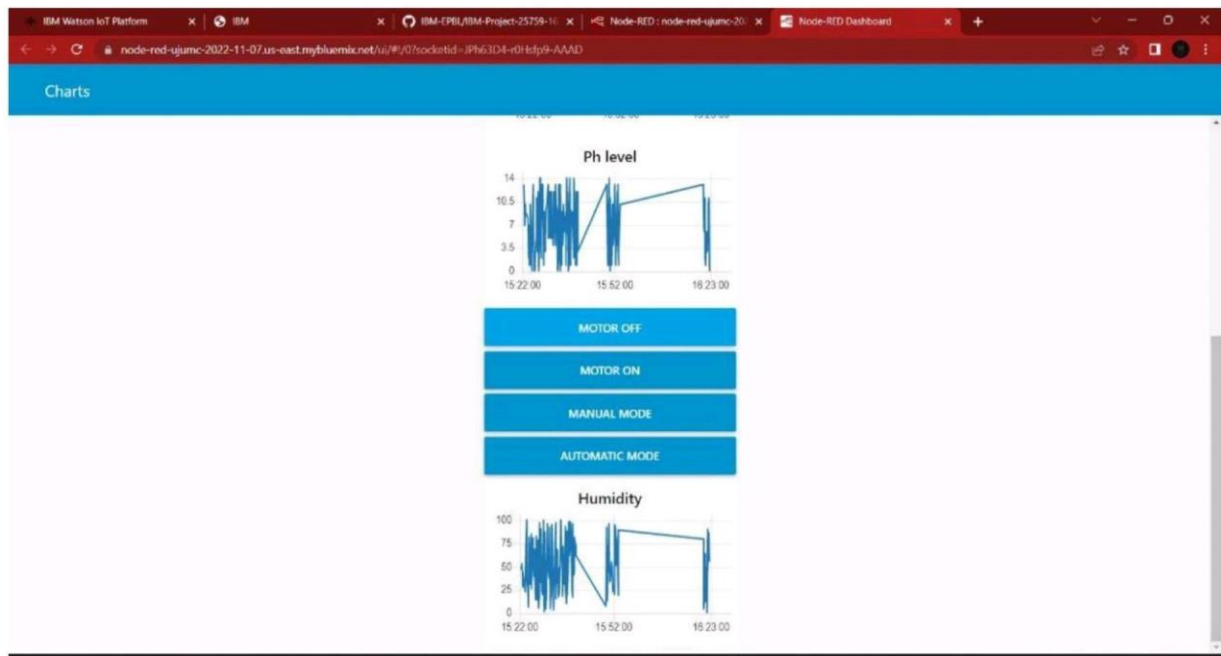 IBM Watson IoT Platform IBM IBM-EPBL/IBM-Project-25759-16 Node-RED : node-red-ujumc-20 Node-RED Dashboard
node-red-ujumc-2022-11-07.us-east.mybluemix.net/ui/#!/0?socketid=JPh63D4-r0Hsfp9-AAAD
Charts
Ph level
14
10.5
7
3.5
0
15:22:00 15:52:00 16:23:00
MOTOR OFF
MOTOR ON
MANUAL MODE
AUTOMATIC MODE
Humidity
100
75
50
25
0
15:22:00 15:52:00 16:23:00